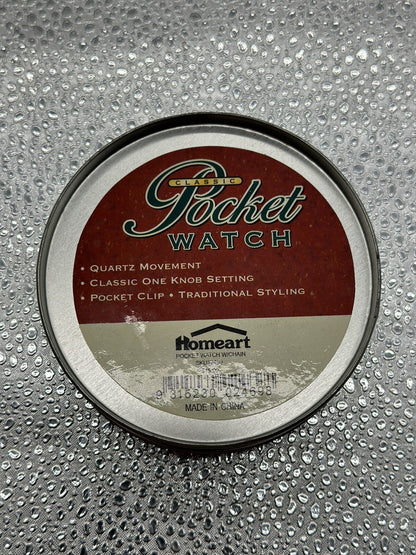 CLASSIC
Pocket
WATCH
• QUARTZ MOVEMENT
• CLASSIC ONE KNOB SETTING
• POCKET CLIP • TRADITIONAL STYLING
Homeart
POCKET WATCH W/CHAIN
MADE IN CHINA